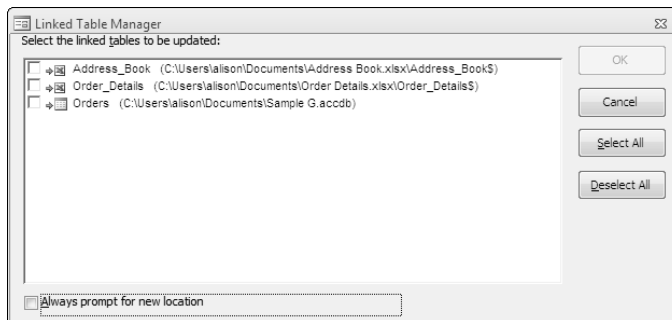 Linked Table Manager
Select the linked tables to be updated:
Address_Book (C:\Users\alison\Documents\Address Book.xlsx\Address_Book$)
Order_Details (C:\Users\alison\Documents\Order Details.xlsx\Order_Details$)
Orders (C:\Users\alison\Documents\Sample G.accdb)
OK
Cancel
Select All
Deselect All
Always prompt for new location